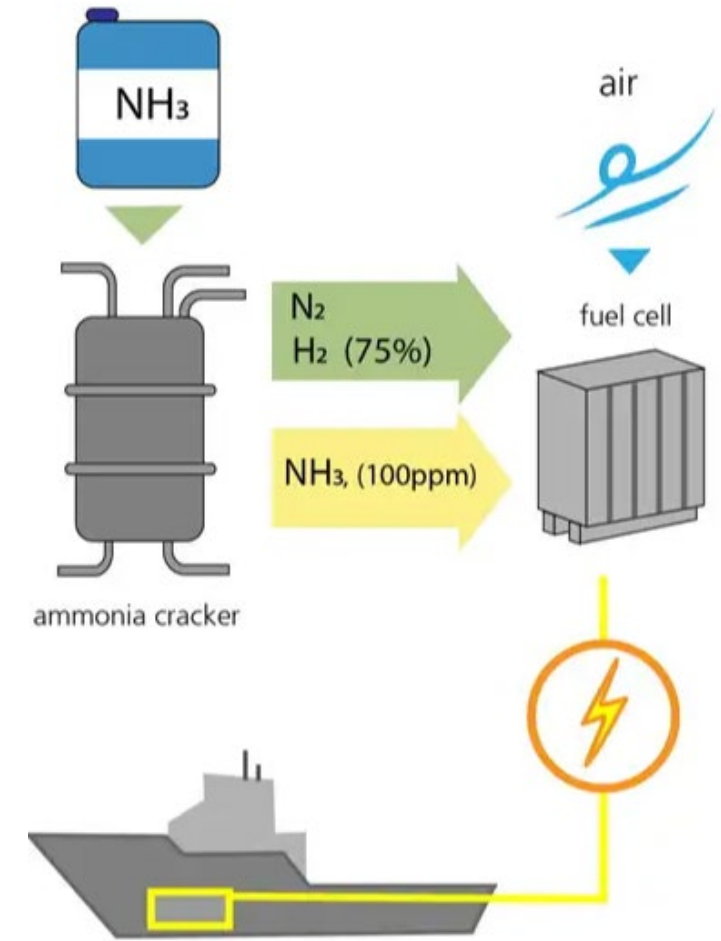 NH₃
air
N₂
H₂ (75%)
fuel cell
NH₃, (100ppm)
ammonia cracker